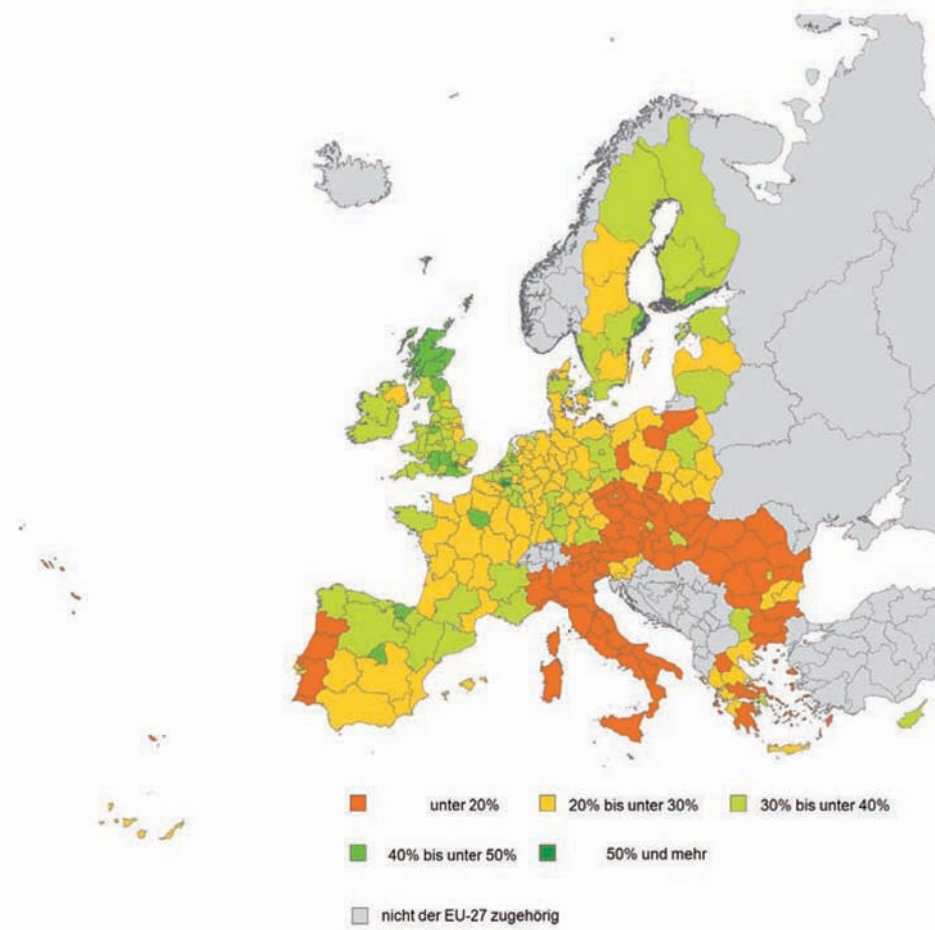 unter 20% 20% bis unter 30% 30% bis unter 40%
40% bis unter 50% 50% und mehr
nicht der EU-27 zugehörig